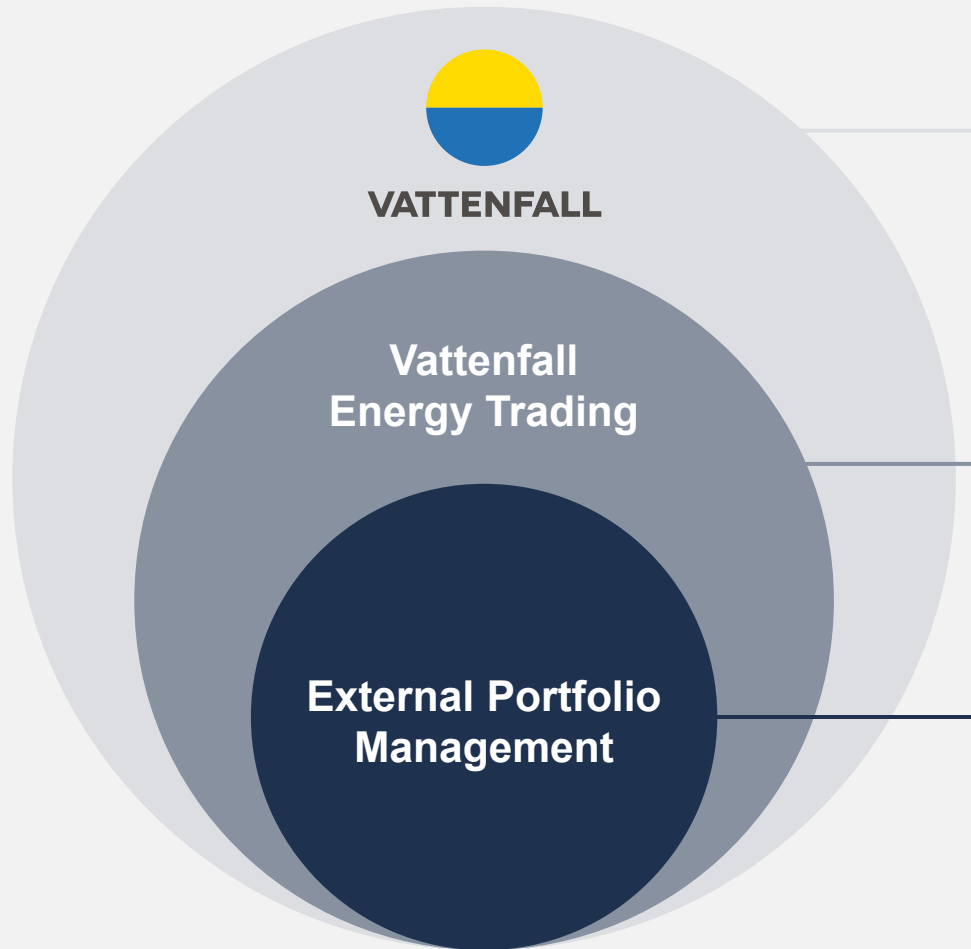 VATTENFALL
Vattenfall
Energy Trading
External Portfolio
Management